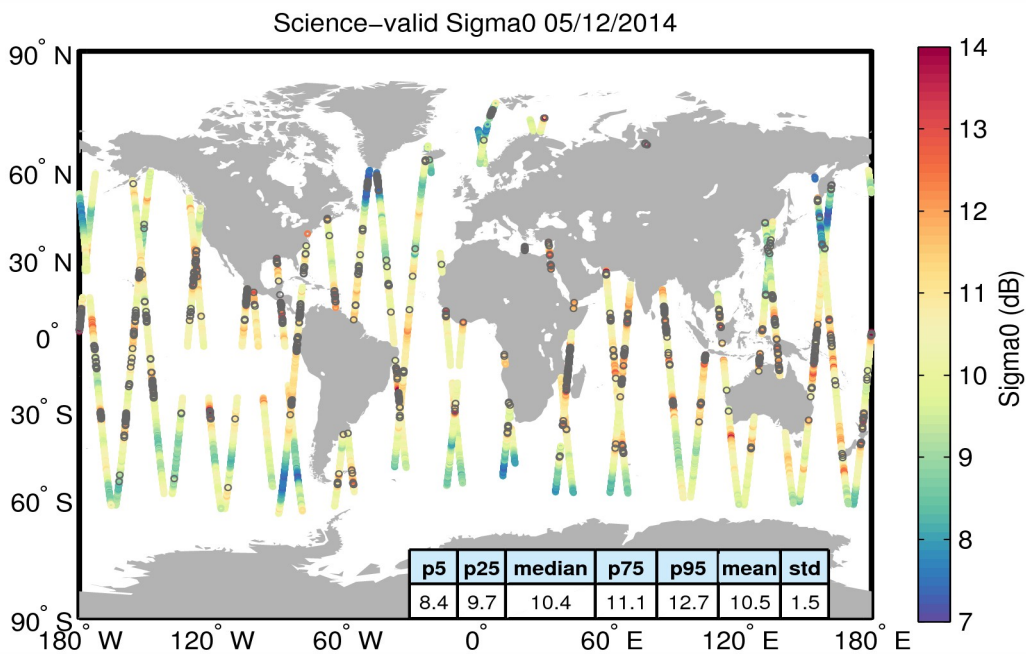 Science−valid Sigma0 05/12/2014
90° N
60° N
30° N
0°
30° S
60° S
90° S
180° W
120° W
60° W
0°
60° E
120° E
180° E
p5 p25 median p75 p95 mean std
8.4 9.7 10.4 11.1 12.7 10.5 1.5
14
13
12
11
10
9
8
7
Sigma0 (dB)